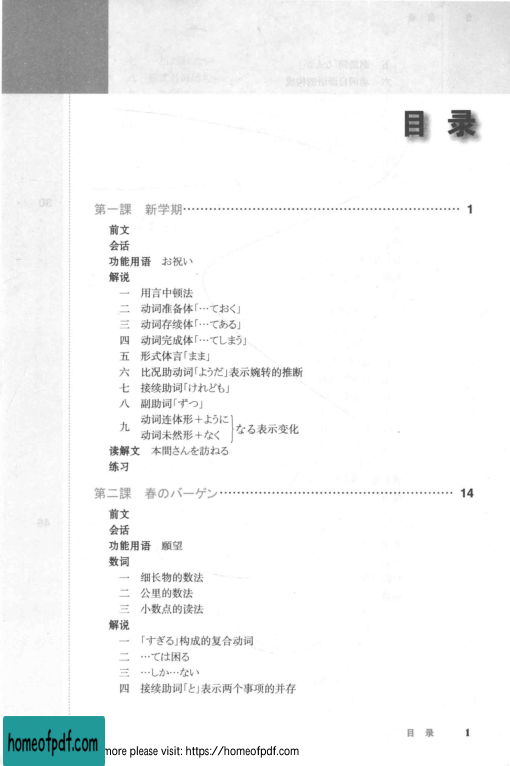 目录
第一課 新学期 1
前文
会话
功能用语 お祝い
解说
一 用言中顿法
二 动词准备体「…ておく」
三 动词存续体「…てある」
四 动词完成体「…てしまう」
五 形式体言「まま」
六 比况助动词「ようだ」表示婉转的推断
七 接续助词「けれども」
八 副助词「ずつ」
九 动词连体形＋ように
动词未然形＋なく
なる表示变化
读解文 本間さんを訪ねる
练习
第二課 春のバーゲン 14
前文
会话
功能用语 願望
数词
一 细长物的数法
二 公里的数法
三 小数点的读法
解说
一 「すぎる」构成的复合动词
二 …ては困る
三 …しか…ない
四 接续助词「と」表示两个事项的并存
目录 1
homeofpdf.com
more please visit: https://homeofpdf.com